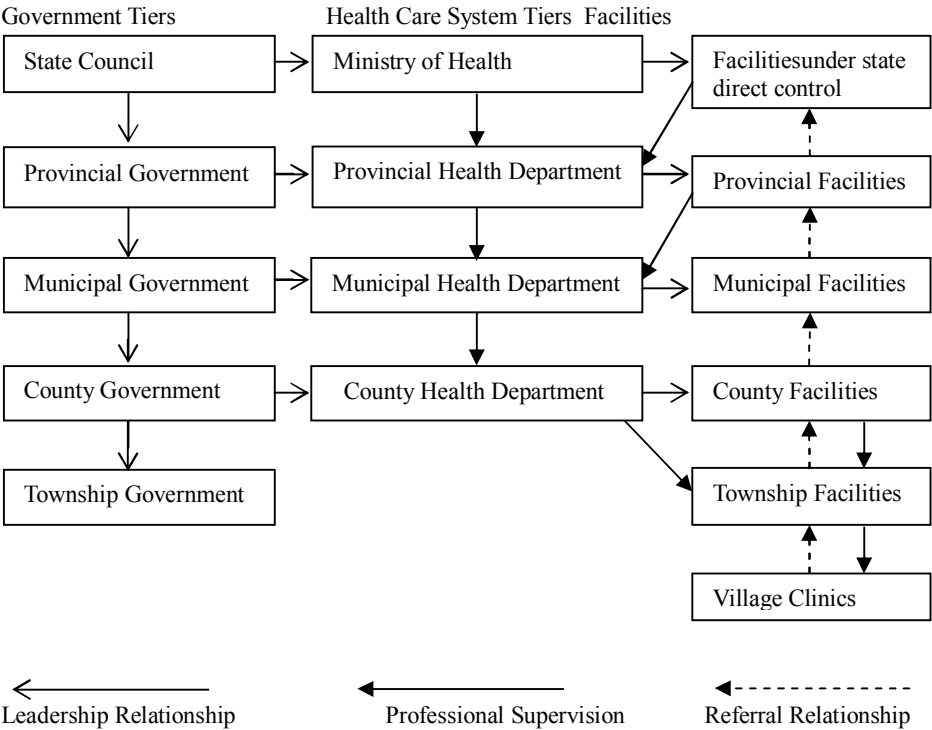 Government Tiers
Health Care System Tiers Facilities
State Council
Ministry of Health
Facilitiesunder state
direct control
Provincial Government
Provincial Health Department
Provincial Facilities
Municipal Government
Municipal Health Department
Municipal Facilities
County Government
County Health Department
County Facilities
Township Government
Township Facilities
Village Clinics
Leadership Relationship
Professional Supervision
Referral Relationship